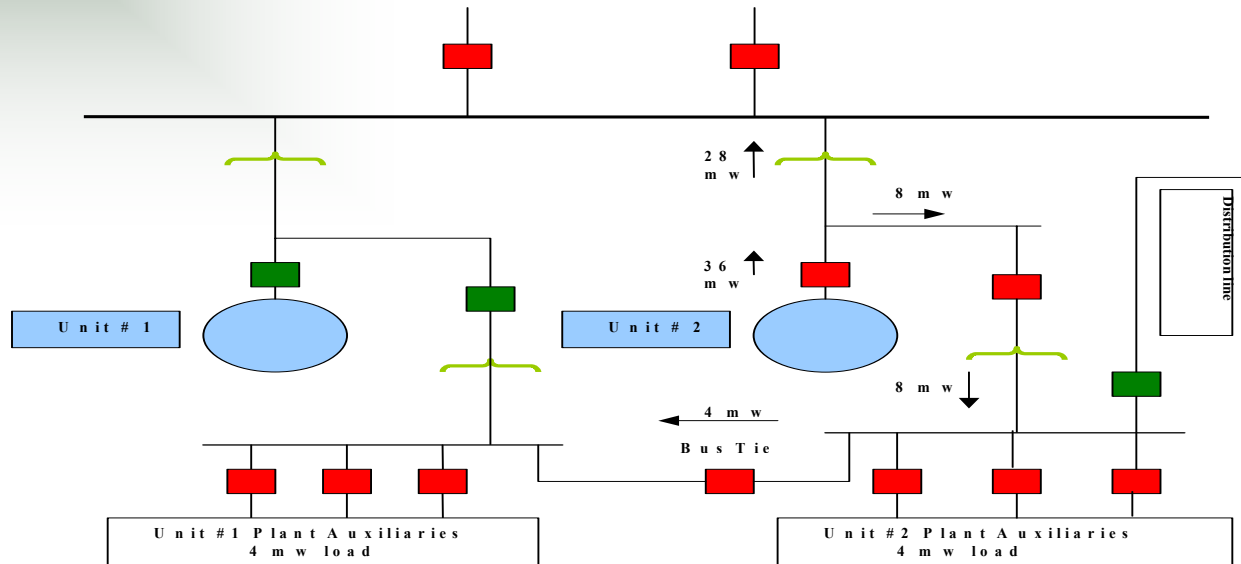 28
mw
8 mw
Distribution line
36
mw
Unit # 1
Unit # 2
8 mw
4 mw
Bus Tie
Unit #1 Plant Auxiliaries
4 mw load
Unit #2 Plant Auxiliaries
4 mw load